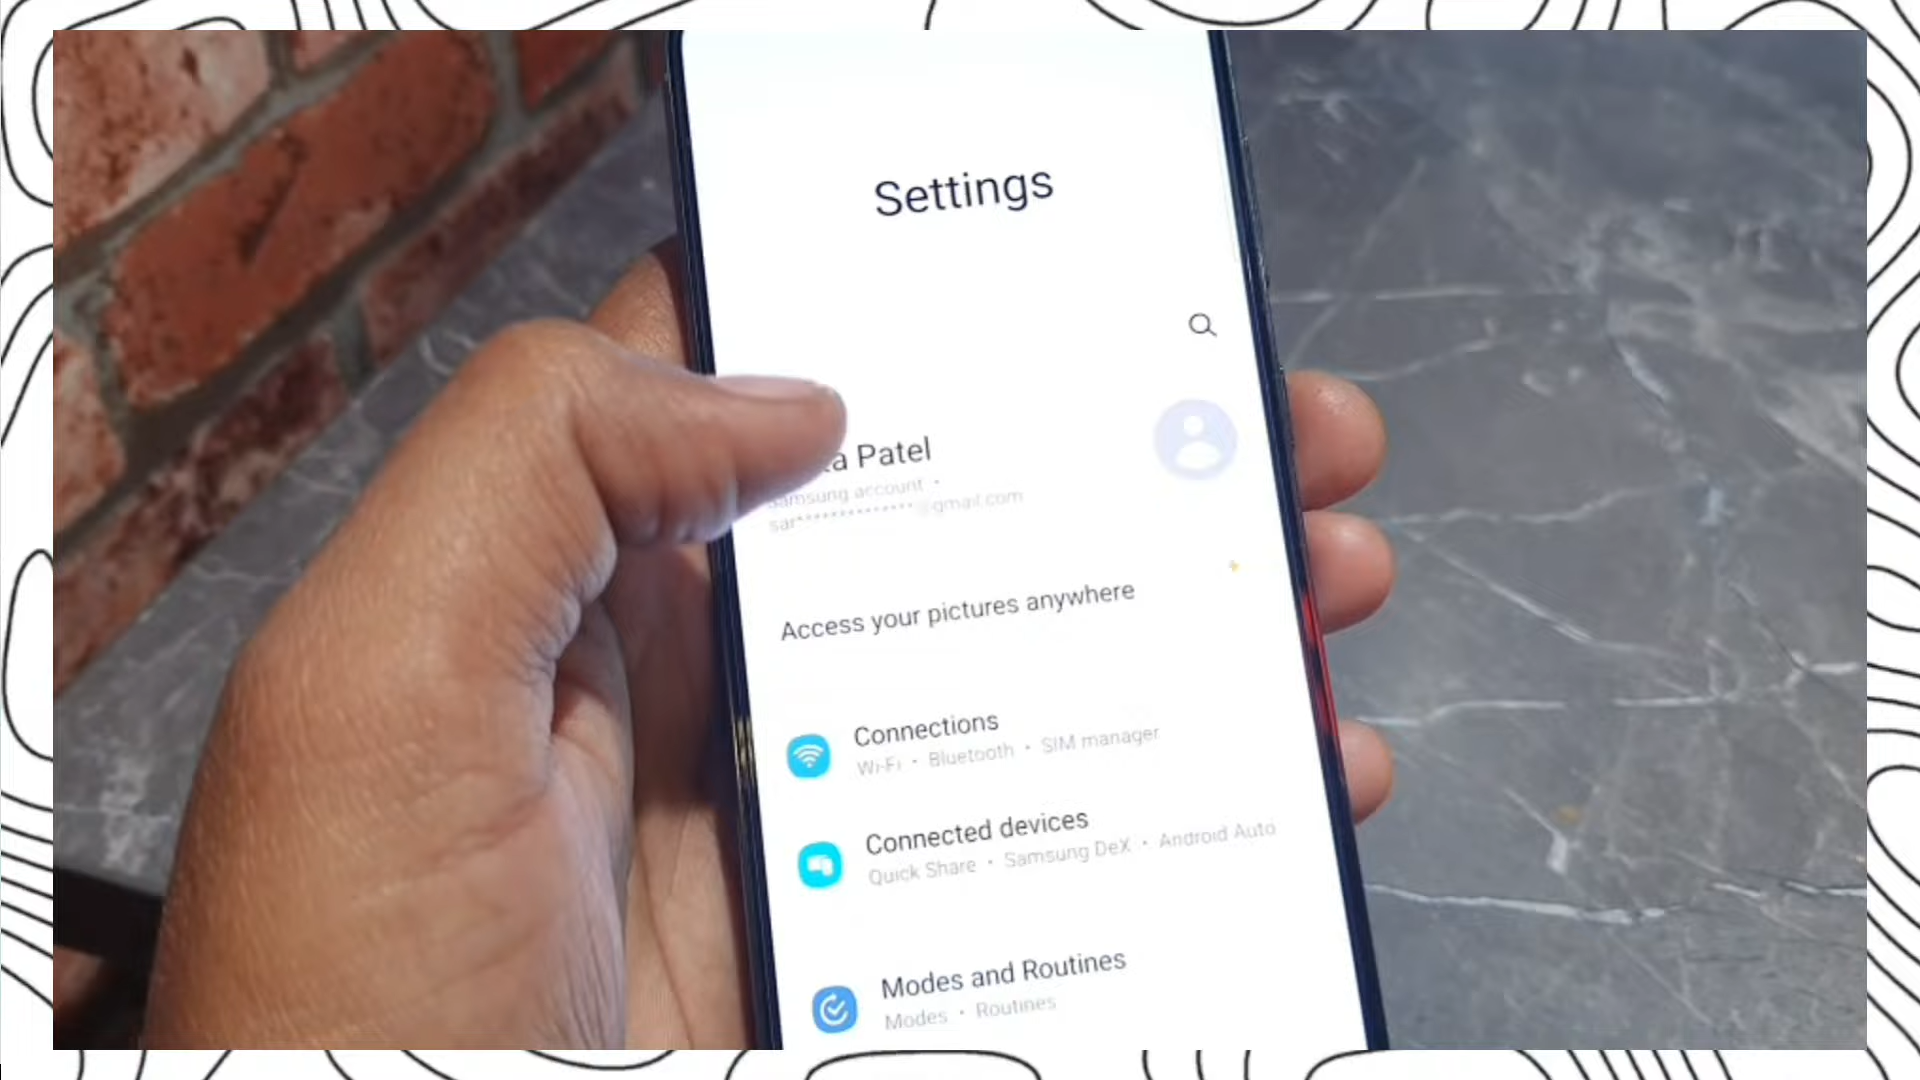 Settings
Patel
Samsung account •
sar**************@gmail.com
Access your pictures anywhere
Connections
Wi-Fi • Bluetooth • SIM manager
Connected devices
Quick Share • Samsung DeX • Android Auto
Modes and Routines
Modes • Routines